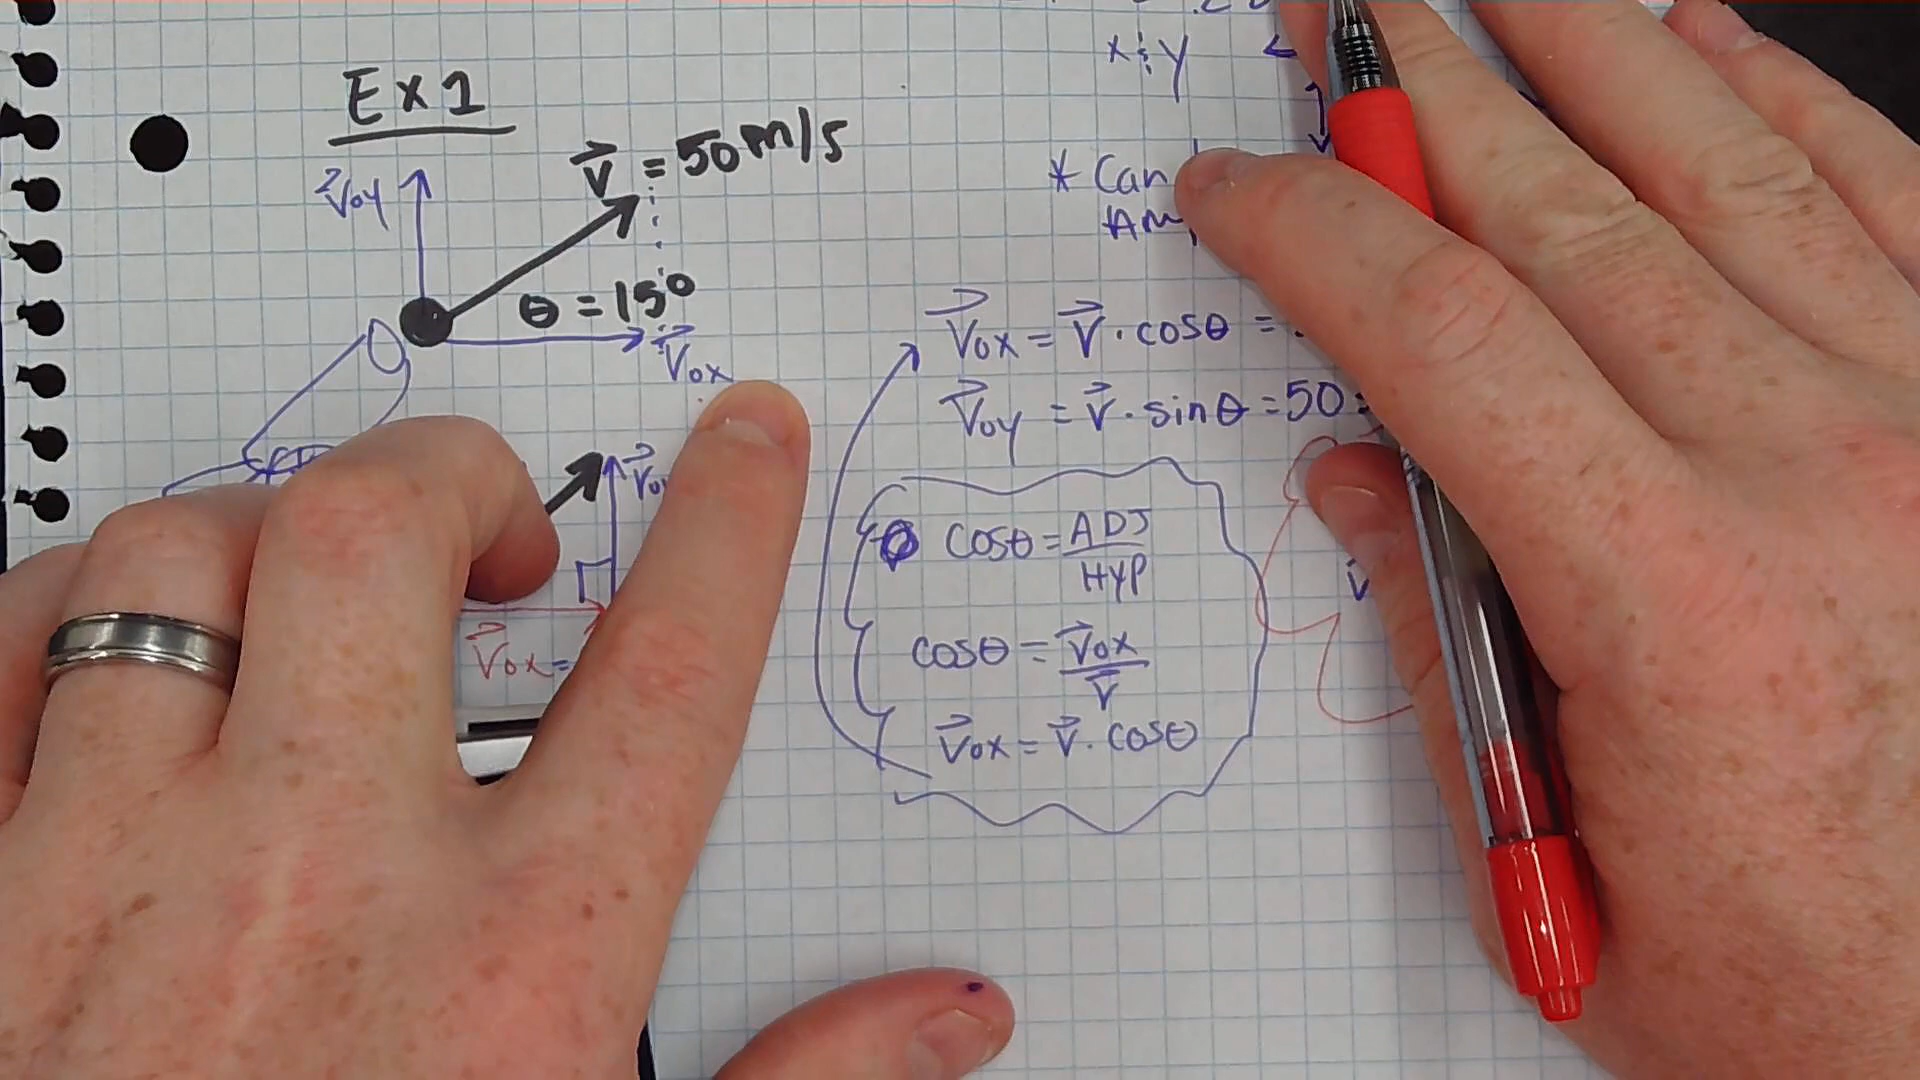 x & y
Ex 1
v⃗ = 50 m/s
V⃗oy
θ = 15°
V⃗ox
* Can
V⃗ox = V⃗ · cosθ =
V⃗oy = V⃗ · sinθ = 50
V⃗ox =
cosθ = ADJ/HYP
cosθ = V⃗ox/V⃗
V⃗ox = V⃗ · cosθ